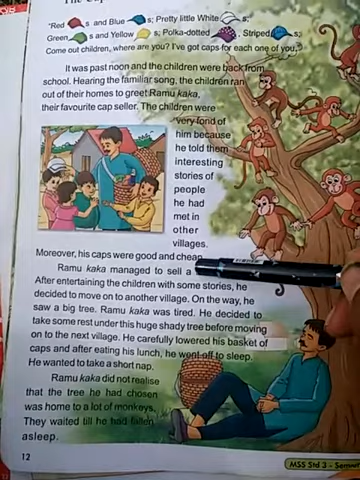 "Red s and Blue s; Pretty little White s;
Green s and Yellow s; Polka-dotted , Striped s;
Come out children, where are you? I've got caps for each one of you,"
It was past noon and the children were back from
school. Hearing the familiar song, the children ran
out of their homes to greet Ramu kaka,
their favourite cap seller. The children were
very fond of
him because
he told them
interesting
stories of
people
he had
met in
other
villages.
Moreover, his caps were good and cheap.
Ramu kaka managed to sell a
After entertaining the children with some stories, he
decided to move on to another village. On the way, he
saw a big tree. Ramu kaka was tired. He decided to
take some rest under this huge shady tree before moving
on to the next village. He carefully lowered his basket of
caps and after eating his lunch, he went off to sleep.
He wanted to take a short nap.
Ramu kaka did not realise
that the tree he had chosen
was home to a lot of monkeys.
They waited till he had fallen
asleep.
12
MSS Std 3 -